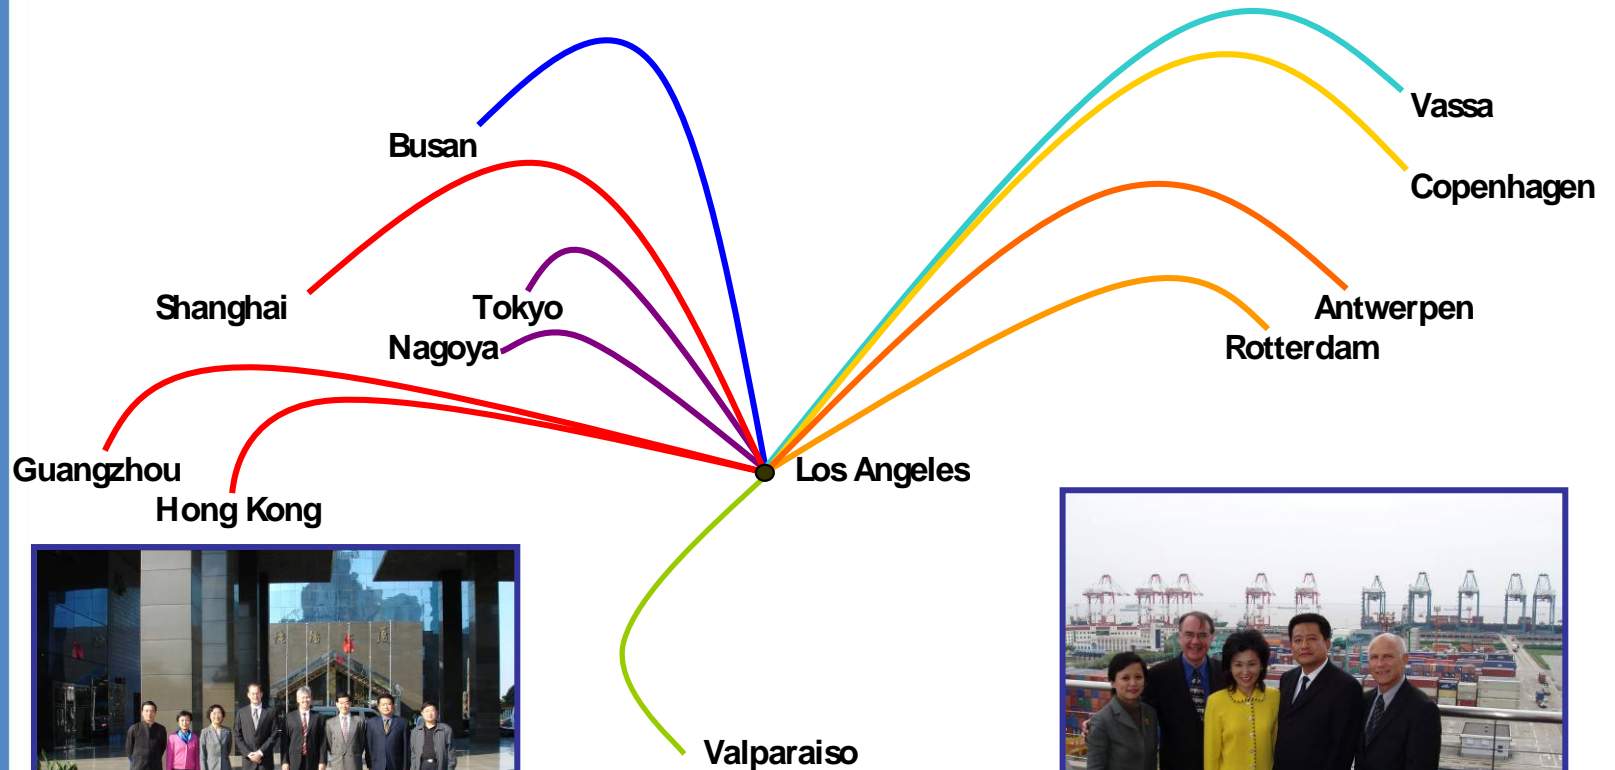 Vassa
Busan
Copenhagen
Shanghai
Tokyo
Antwerpen
Nagoya
Rotterdam
Guangzhou
Los Angeles
Hong Kong
Valparaiso